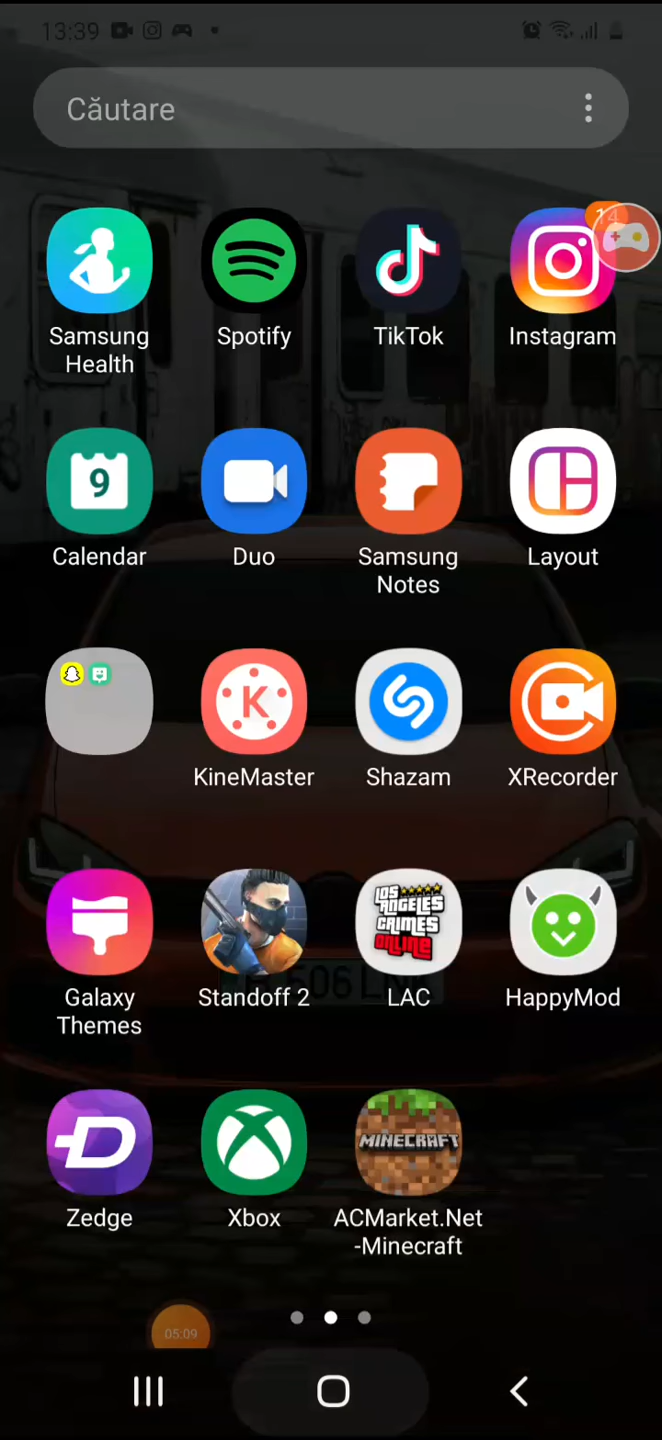 13:39
Căutare
14
Samsung Health
Spotify
TikTok
Instagram
9
Calendar
Duo
Samsung Notes
Layout
K
KineMaster
Shazam
XRecorder
LOS ANGELES CRIMES ONLINE
Galaxy Themes
Standoff 2
LAC
HappyMod
MINECRAFT
Zedge
Xbox
ACMarket.Net-Minecraft
05:09